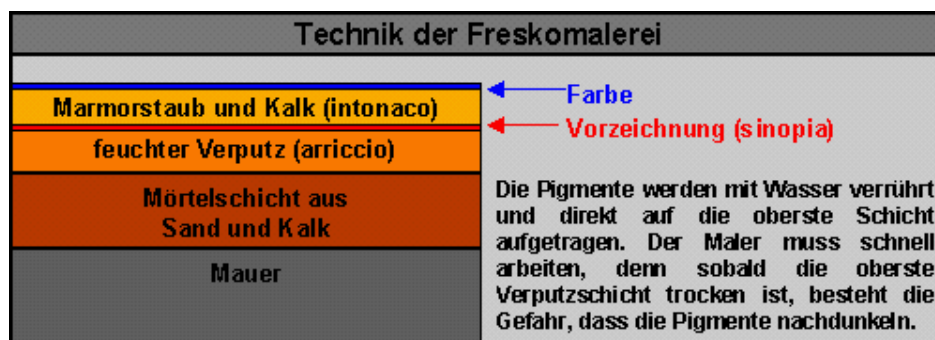 Technik der Freskomalerei
Marmorstaub und Kalk (intonaco)
feuchter Verputz (arriccio)
Mörtelschicht aus
Sand und Kalk
Mauer
Farbe
Vorzeichnung (sinopia)
Die Pigmente werden mit Wasser verrührt
und direkt auf die oberste Schicht
aufgetragen. Der Maler muss schnell
arbeiten, denn sobald die oberste
Verputzschicht trocken ist, besteht die
Gefahr, dass die Pigmente nachdunkeln.